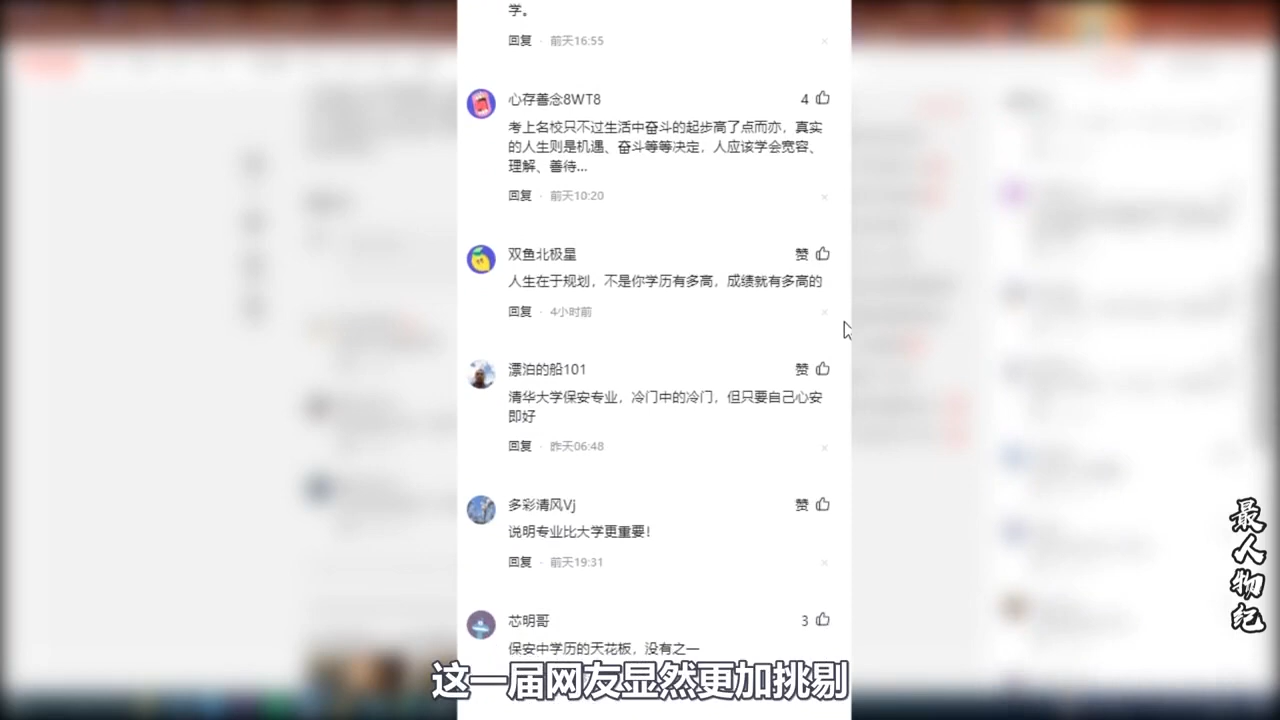 学。
回复 · 前天16:55
心存善念8WT8
4
考上名校只不过生活中奋斗的起步高了点而亦，真实
的人生则是机遇、奋斗等等决定，人应该学会宽容、
理解、善待...
回复 · 前天10:20
双鱼北极星
赞
人生在于规划，不是你学历有多高，成绩就有多高的
回复 · 4小时前
漂泊的船101
赞
清华大学保安专业，冷门中的冷门，但只要自己心安
即好
回复 · 昨天06:48
多彩清风Vj
赞
说明专业比大学更重要！
回复 · 前天19:31
芯明哥
3
保安中学历的天花板，没有之一
这一届网友显然更加挑剔
最人物纪